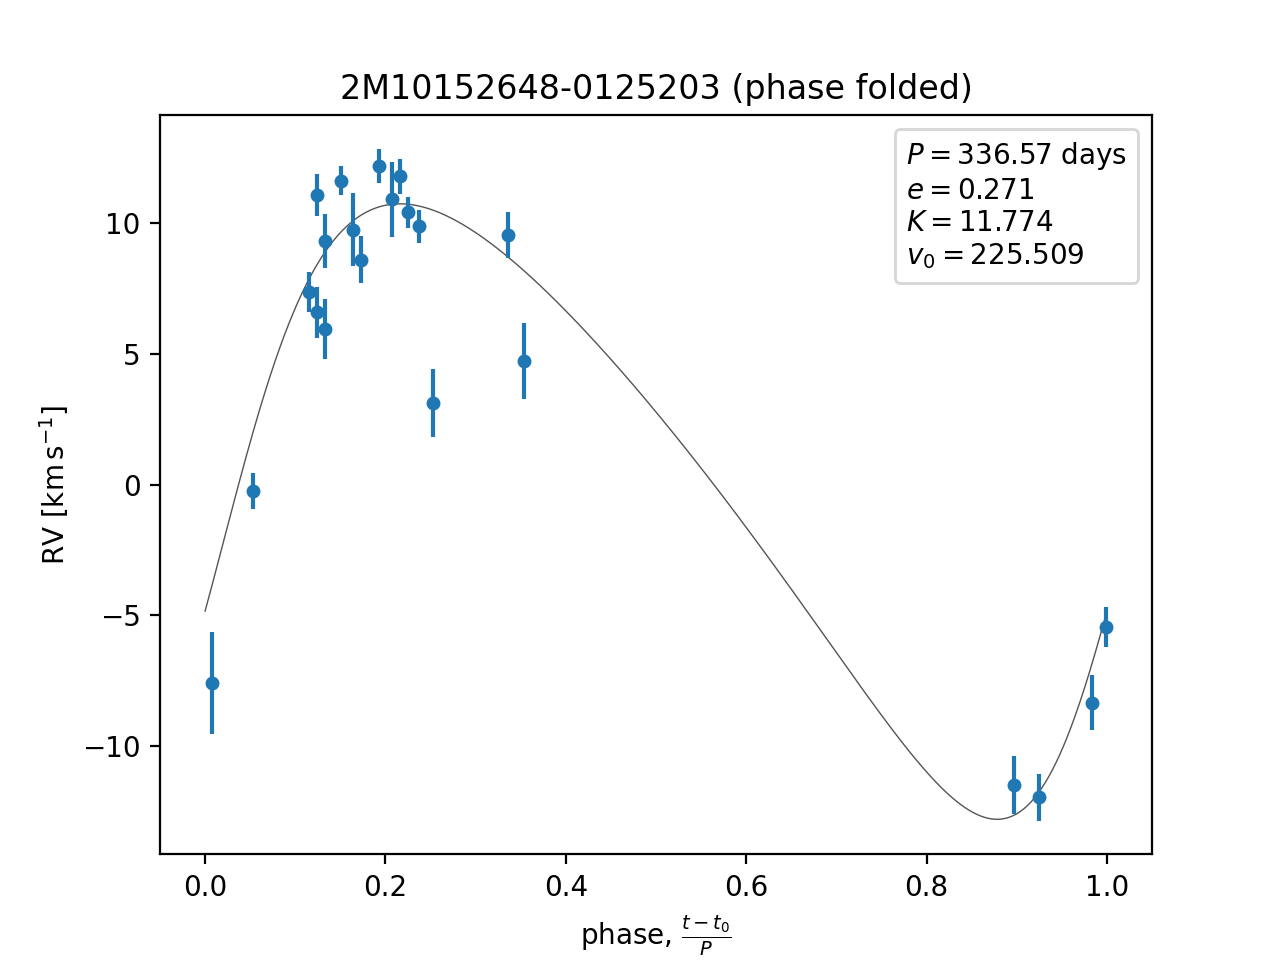 2M10152648-0125203 (phase folded)
P = 336.57 days
e = 0.271
K = 11.774
v₀ = 225.509
RV [km s⁻¹]
10
5
0
−5
−10
0.0 0.2 0.4 0.6 0.8 1.0
phase, (t − t₀)/P